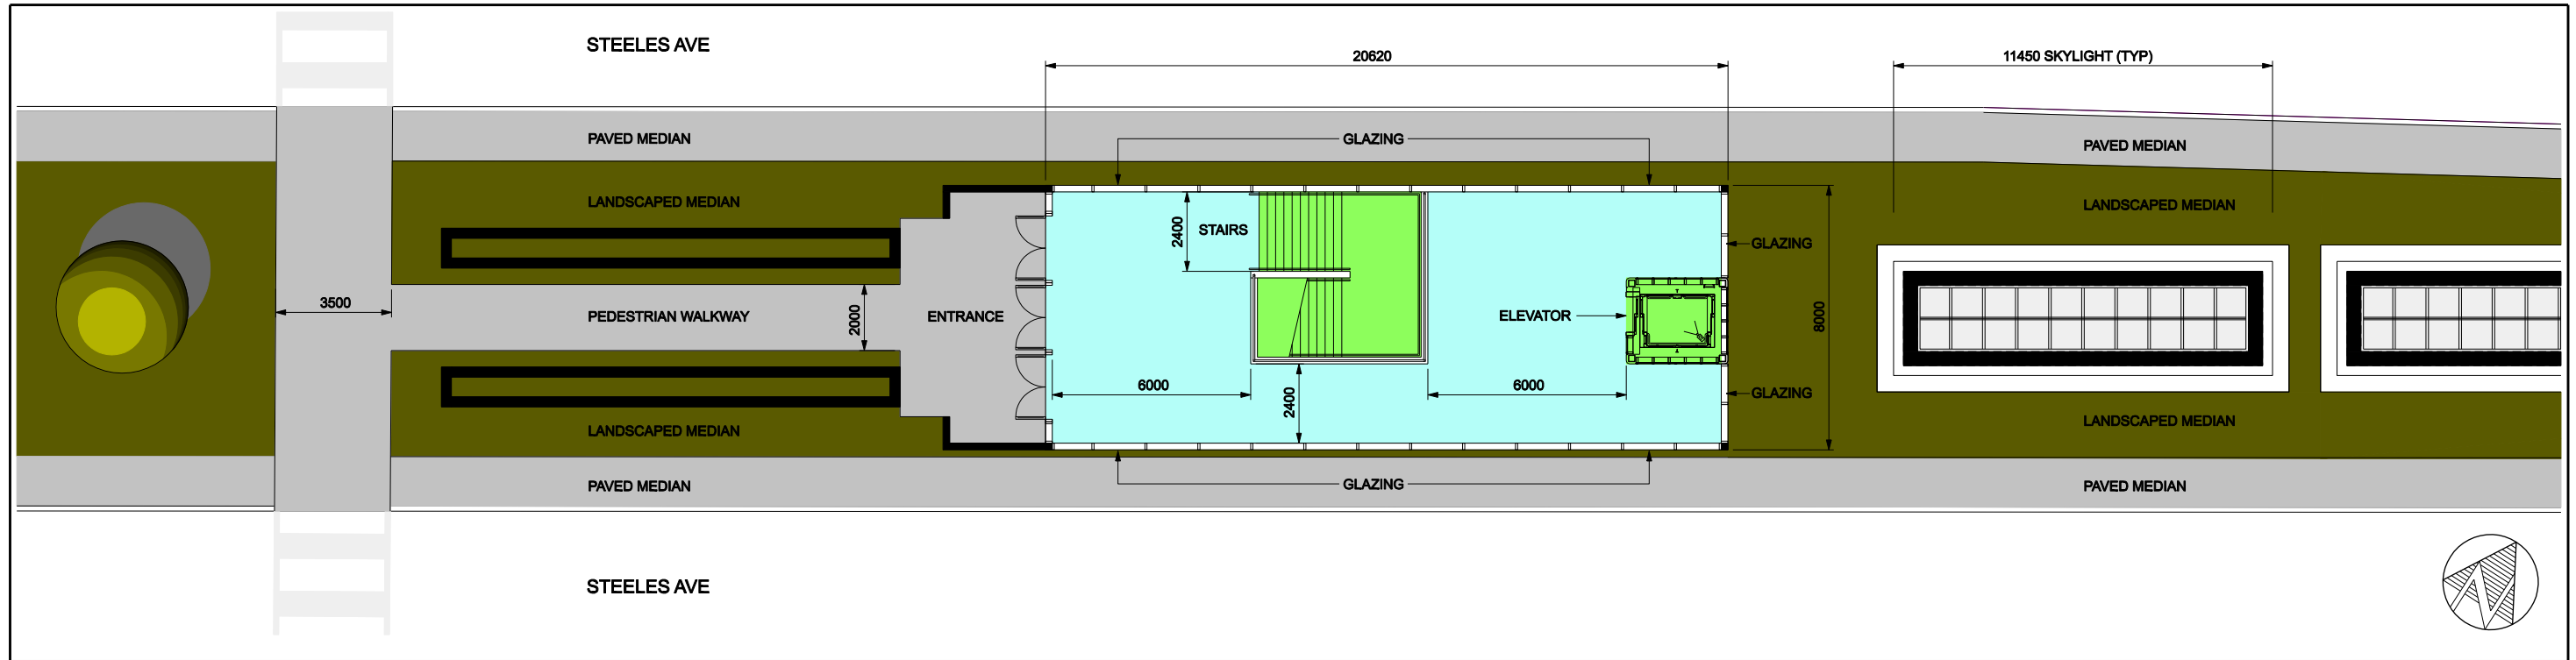 STEELES AVE
20620
11450 SKYLIGHT (TYP)
PAVED MEDIAN
GLAZING
PAVED MEDIAN
LANDSCAPED MEDIAN
LANDSCAPED MEDIAN
2400
STAIRS
GLAZING
3500
PEDESTRIAN WALKWAY
2000
ENTRANCE
ELEVATOR
8000
6000
6000
2400
GLAZING
LANDSCAPED MEDIAN
LANDSCAPED MEDIAN
PAVED MEDIAN
GLAZING
PAVED MEDIAN
STEELES AVE
N